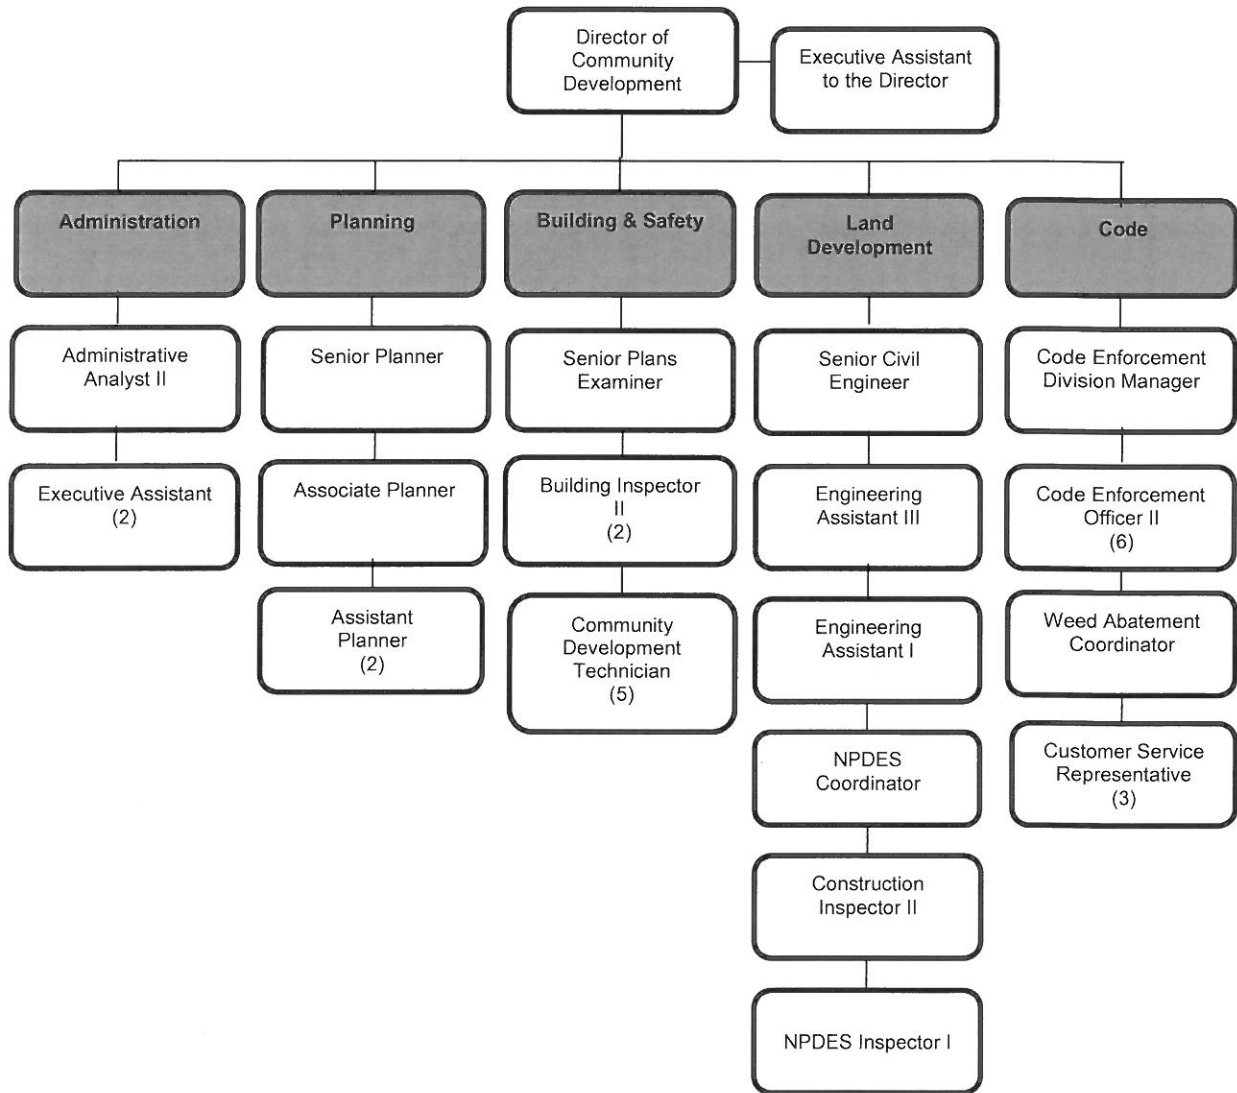 Director of
Community
Development
Executive Assistant
to the Director
Administration
Planning
Building & Safety
Land
Development
Code
Administrative
Analyst II
Senior Planner
Senior Plans
Examiner
Senior Civil
Engineer
Code Enforcement
Division Manager
Executive Assistant
(2)
Associate Planner
Building Inspector
II
(2)
Engineering
Assistant III
Code Enforcement
Officer II
(6)
Assistant
Planner
(2)
Community
Development
Technician
(5)
Engineering
Assistant I
Weed Abatement
Coordinator
NPDES
Coordinator
Customer Service
Representative
(3)
Construction
Inspector II
NPDES Inspector I